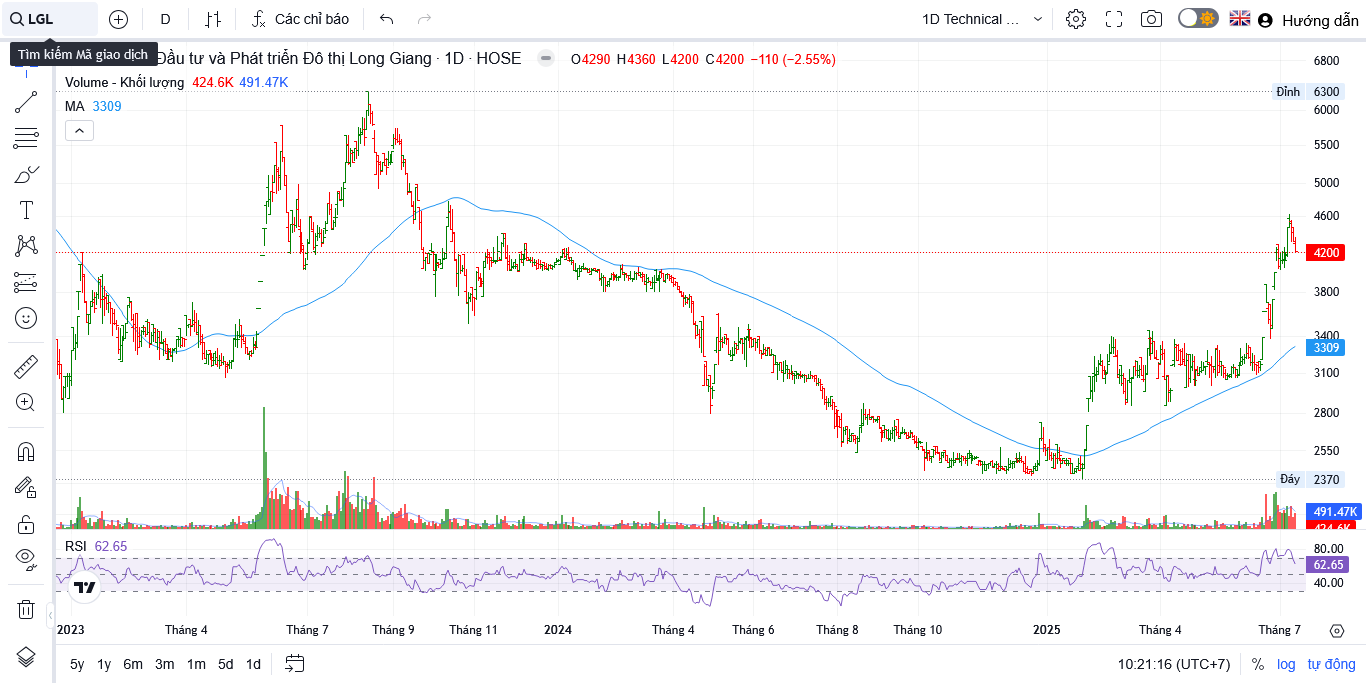 LGL
D
Các chỉ báo
1D Technical ...
Hướng dẫn
Tìm kiếm Mã giao dịch
Đầu tư và Phát triển Đô thị Long Giang · 1D · HOSE
O4290 H4360 L4200 C4200 −110 (−2.55%)
Volume - Khối lượng 424.6K 491.47K
MA 3309
6800
Đỉnh 6300
6000
5500
5000
4600
4200
3800
3400
3309
3100
2800
2550
Đáy 2370
491.47K
424.6K
RSI 62.65
80.00
62.65
40.00
2023 Tháng 4 Tháng 7 Tháng 9 Tháng 11 2024 Tháng 4 Tháng 6 Tháng 8 Tháng 10 2025 Tháng 4 Tháng 7
5y 1y 6m 3m 1m 5d 1d
10:21:16 (UTC+7) % log tự động